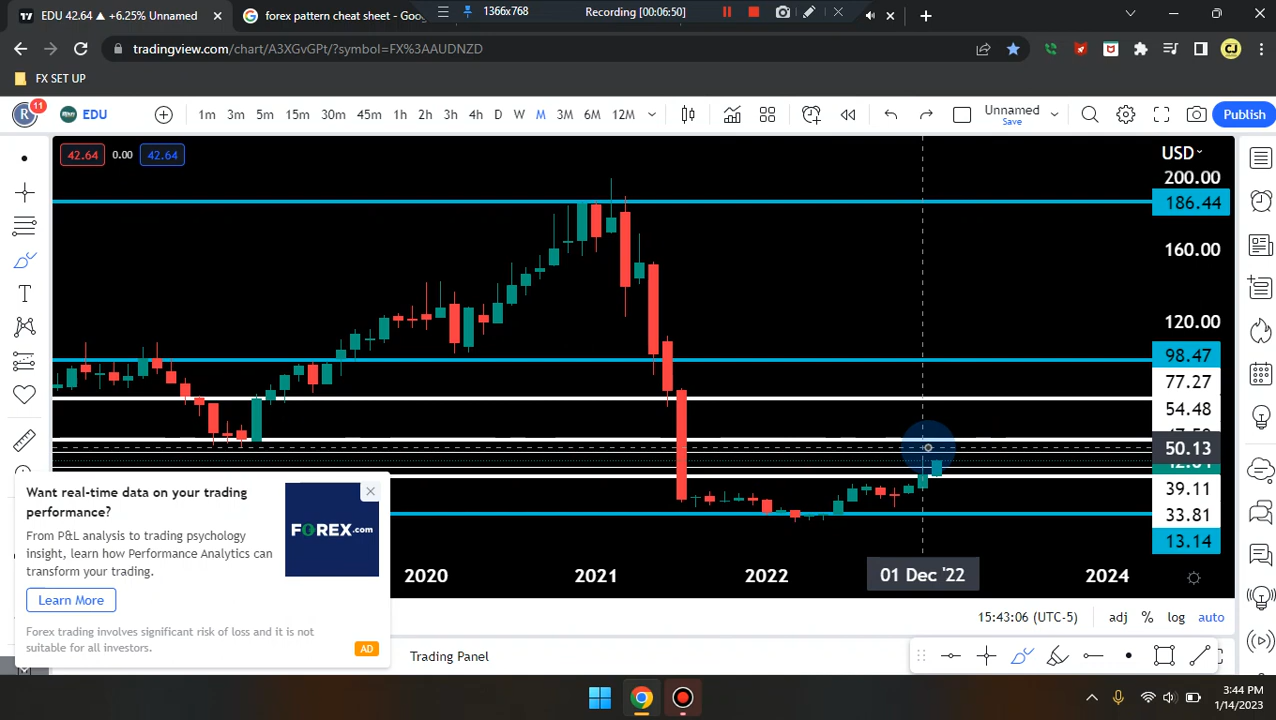 EDU 42.64 ▲ +6.25% Unnamed
forex pattern cheat sheet - Goo
1366x768
Recording [00:06:50]
tradingview.com/chart/A3XGvGPt/?symbol=FX%3AAUDNZD
FX SET UP
R
11
EDU
1m 3m 5m 15m 30m 45m 1h 2h 3h 4h D W M 3M 6M 12M
Unnamed
Save
Publish
CJ
42.64 0.00 42.64
USD
200.00
186.44
160.00
120.00
98.47
77.27
54.48
50.13
39.11
33.81
13.14
Want real-time data on your trading
performance?
From P&L analysis to trading psychology
insight, learn how Performance Analytics can
transform your trading.
Learn More
FOREX.com
Forex trading involves significant risk of loss and it is not
suitable for all investors.
AD
2020 2021 2022 01 Dec '22 2024
15:43:06 (UTC-5) adj % log auto
Trading Panel
3:44 PM
1/14/2023